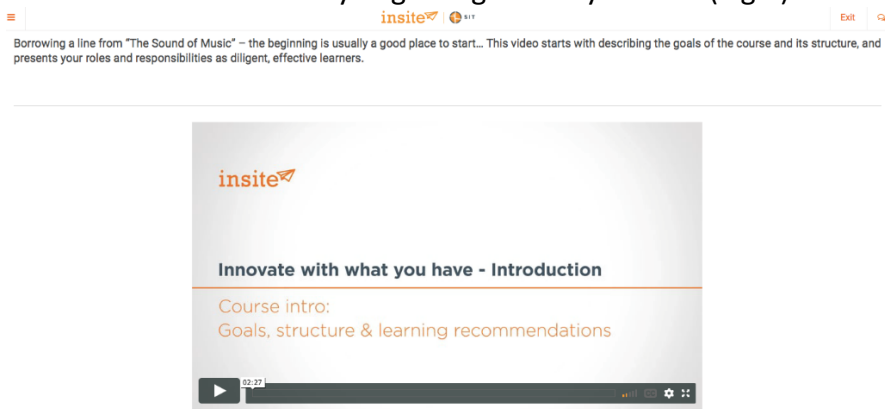 insite | SIT Exit
Borrowing a line from "The Sound of Music" – the beginning is usually a good place to start... This video starts with describing the goals of the course and its structure, and
presents your roles and responsibilities as diligent, effective learners.
insite
Innovate with what you have - Introduction
Course intro:
Goals, structure & learning recommendations
02:27